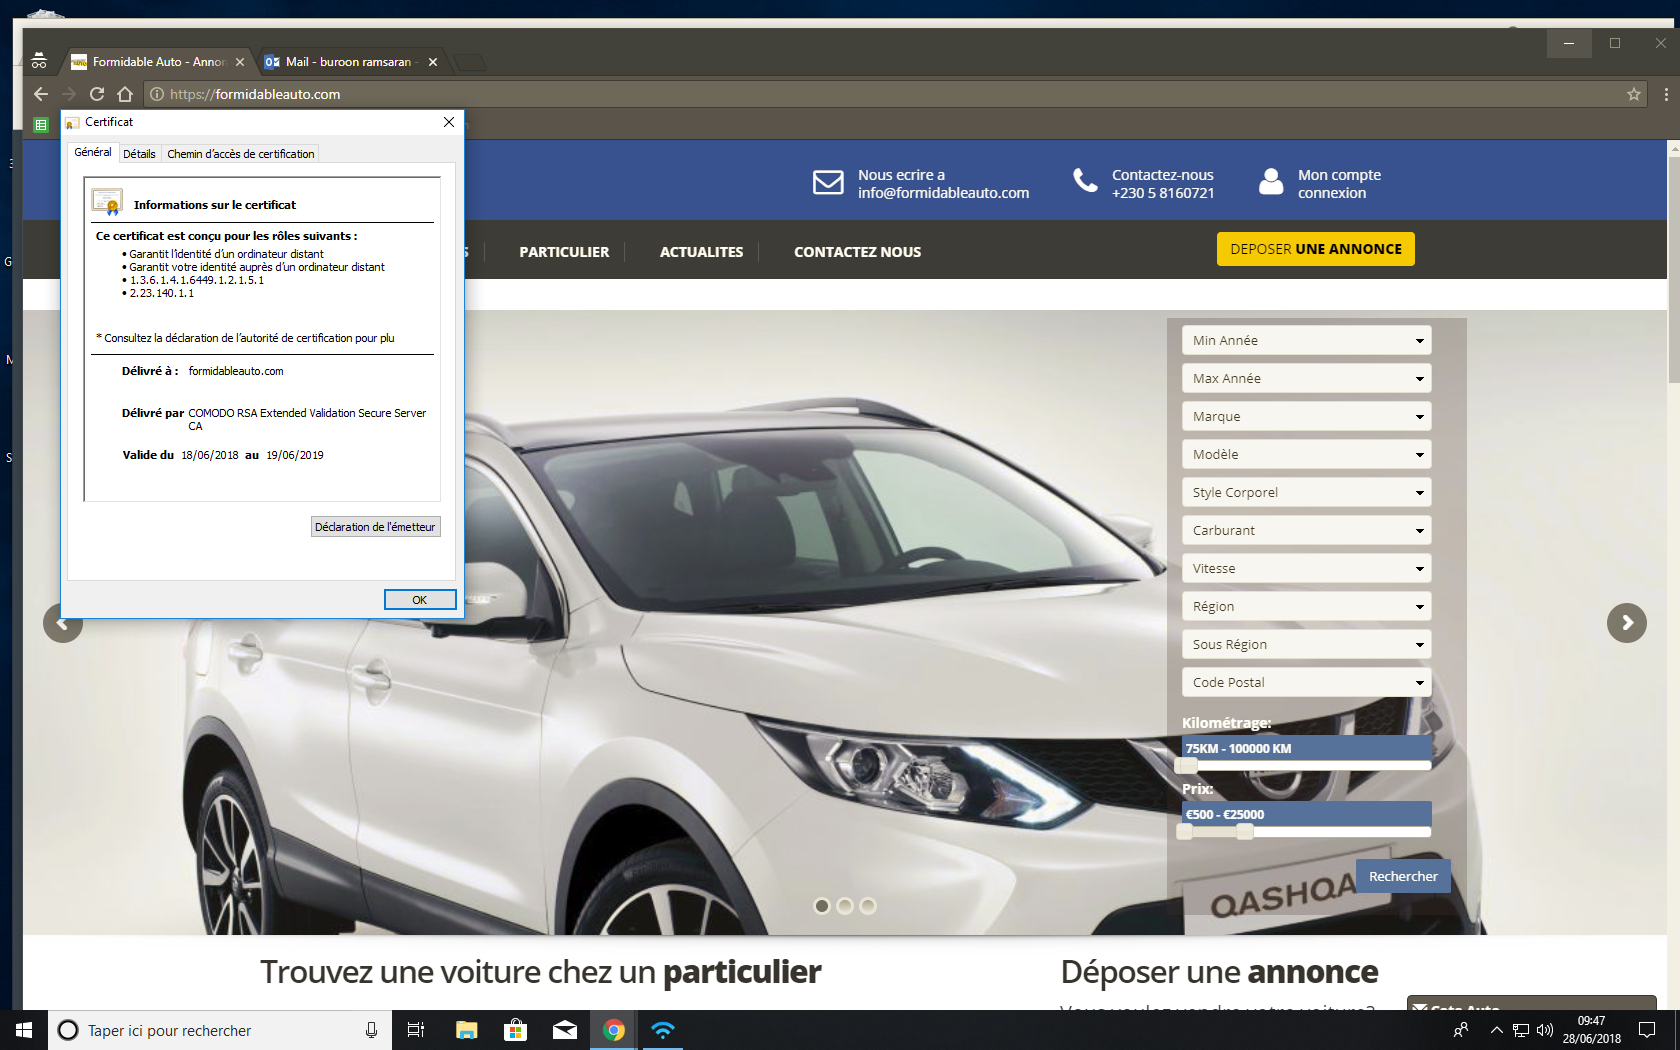 Formidable Auto - Annon
Mail - buroon ramsaran -
https://formidableauto.com
Certificat
Général
Détails
Chemin d'accès de certification
Informations sur le certificat
Ce certificat est conçu pour les rôles suivants :
• Garantit l'identité d'un ordinateur distant
• Garantit votre identité auprès d'un ordinateur distant
• 1.3.6.1.4.1.6449.1.2.1.5.1
• 2.23.140.1.1
* Consultez la déclaration de l'autorité de certification pour plu
Délivré à : formidableauto.com
Délivré par COMODO RSA Extended Validation Secure Server
CA
Valide du 18/06/2018 au 19/06/2019
Déclaration de l'émetteur
OK
Nous ecrire a
info@formidableauto.com
Contactez-nous
+230 5 8160721
Mon compte
connexion
PARTICULIER
ACTUALITES
CONTACTEZ NOUS
DEPOSER UNE ANNONCE
Min Année
Max Année
Marque
Modèle
Style Corporel
Carburant
Vitesse
Région
Sous Région
Code Postal
Kilométrage:
75KM - 100000 KM
Prix:
€500 - €25000
Rechercher
QASHQA
Trouvez une voiture chez un particulier
Déposer une annonce
Taper ici pour rechercher
09:47
28/06/2018